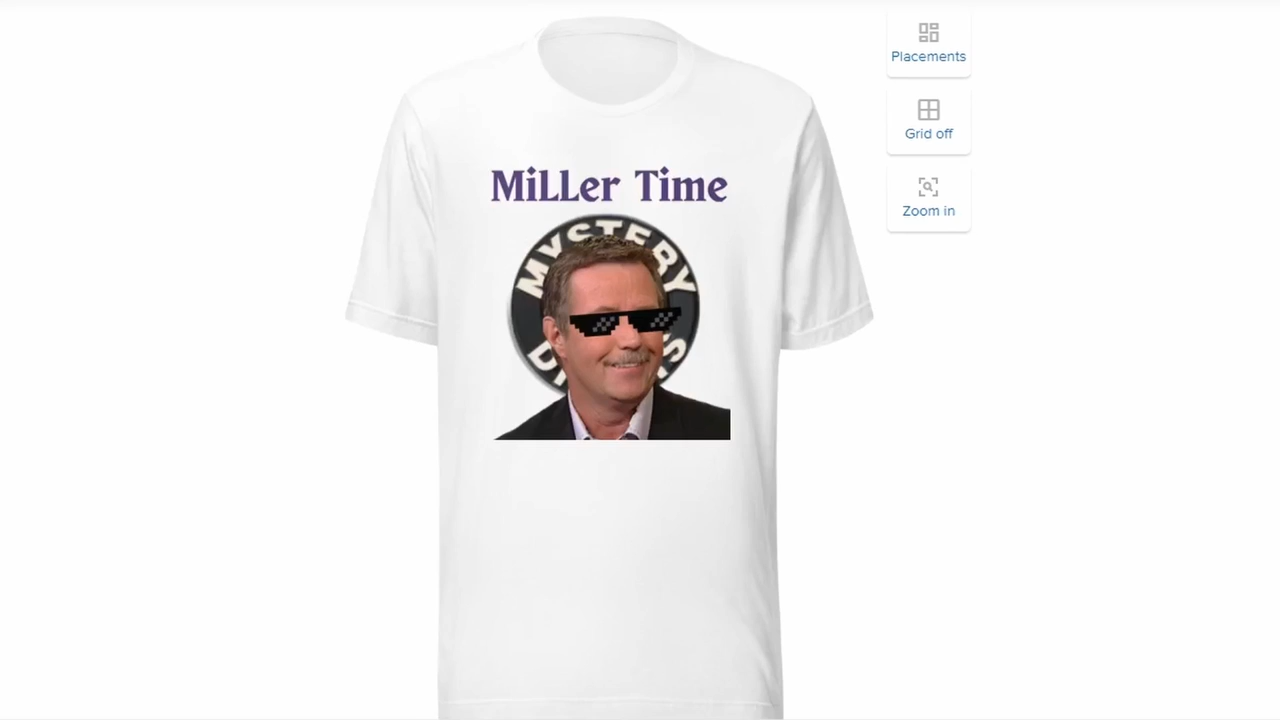 Placements
Grid off
Zoom in
MiLLer Time
MYSTERY